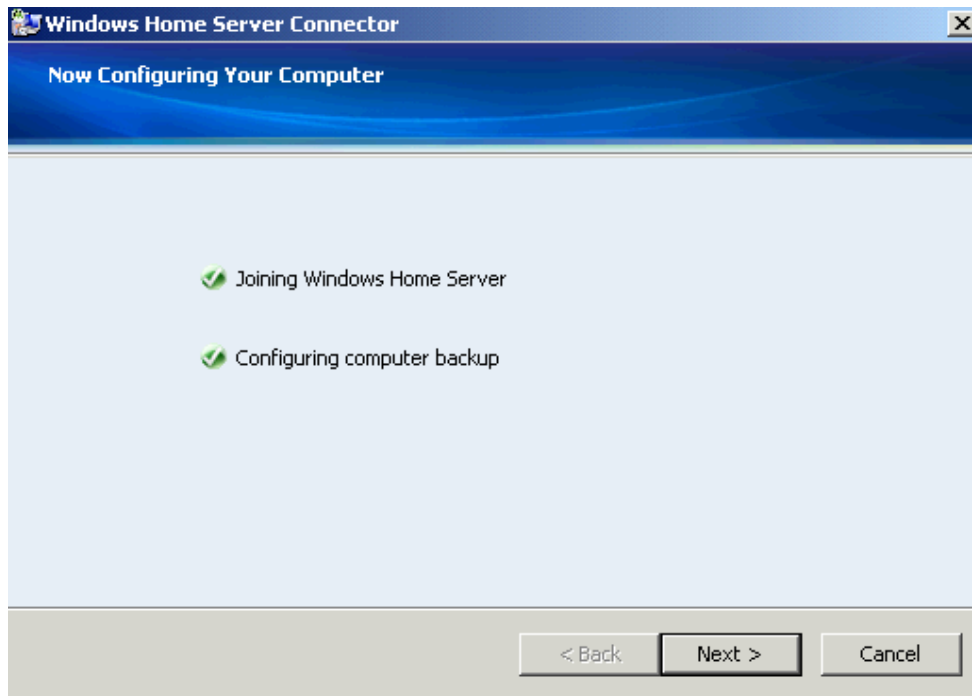 Windows Home Server Connector
Now Configuring Your Computer
Joining Windows Home Server
Configuring computer backup
< Back
Next >
Cancel